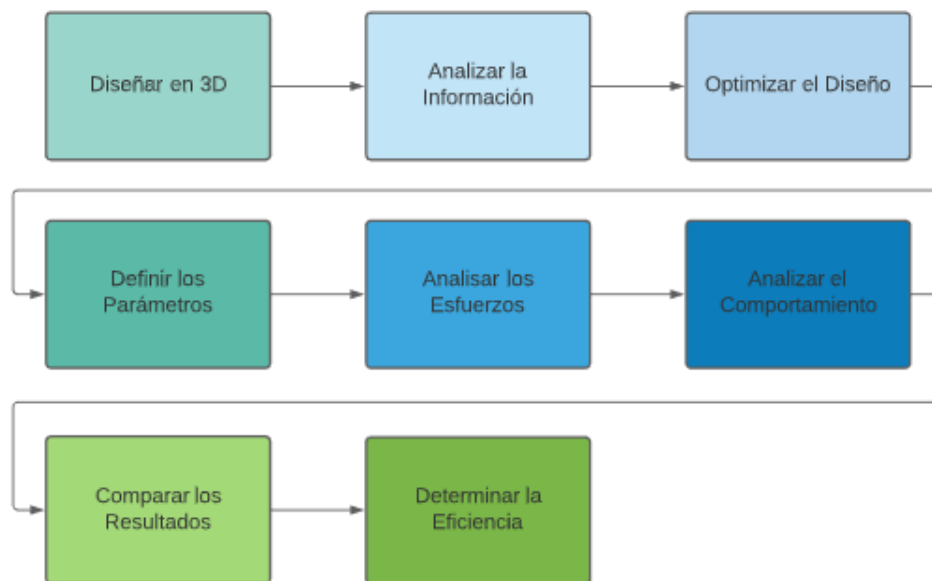 Diseñar en 3D
Analizar la
Información
Optimizar el Diseño
Definir los
Parámetros
Analisar los
Esfuerzos
Analizar el
Comportamiento
Comparar los
Resultados
Determinar la
Eficiencia